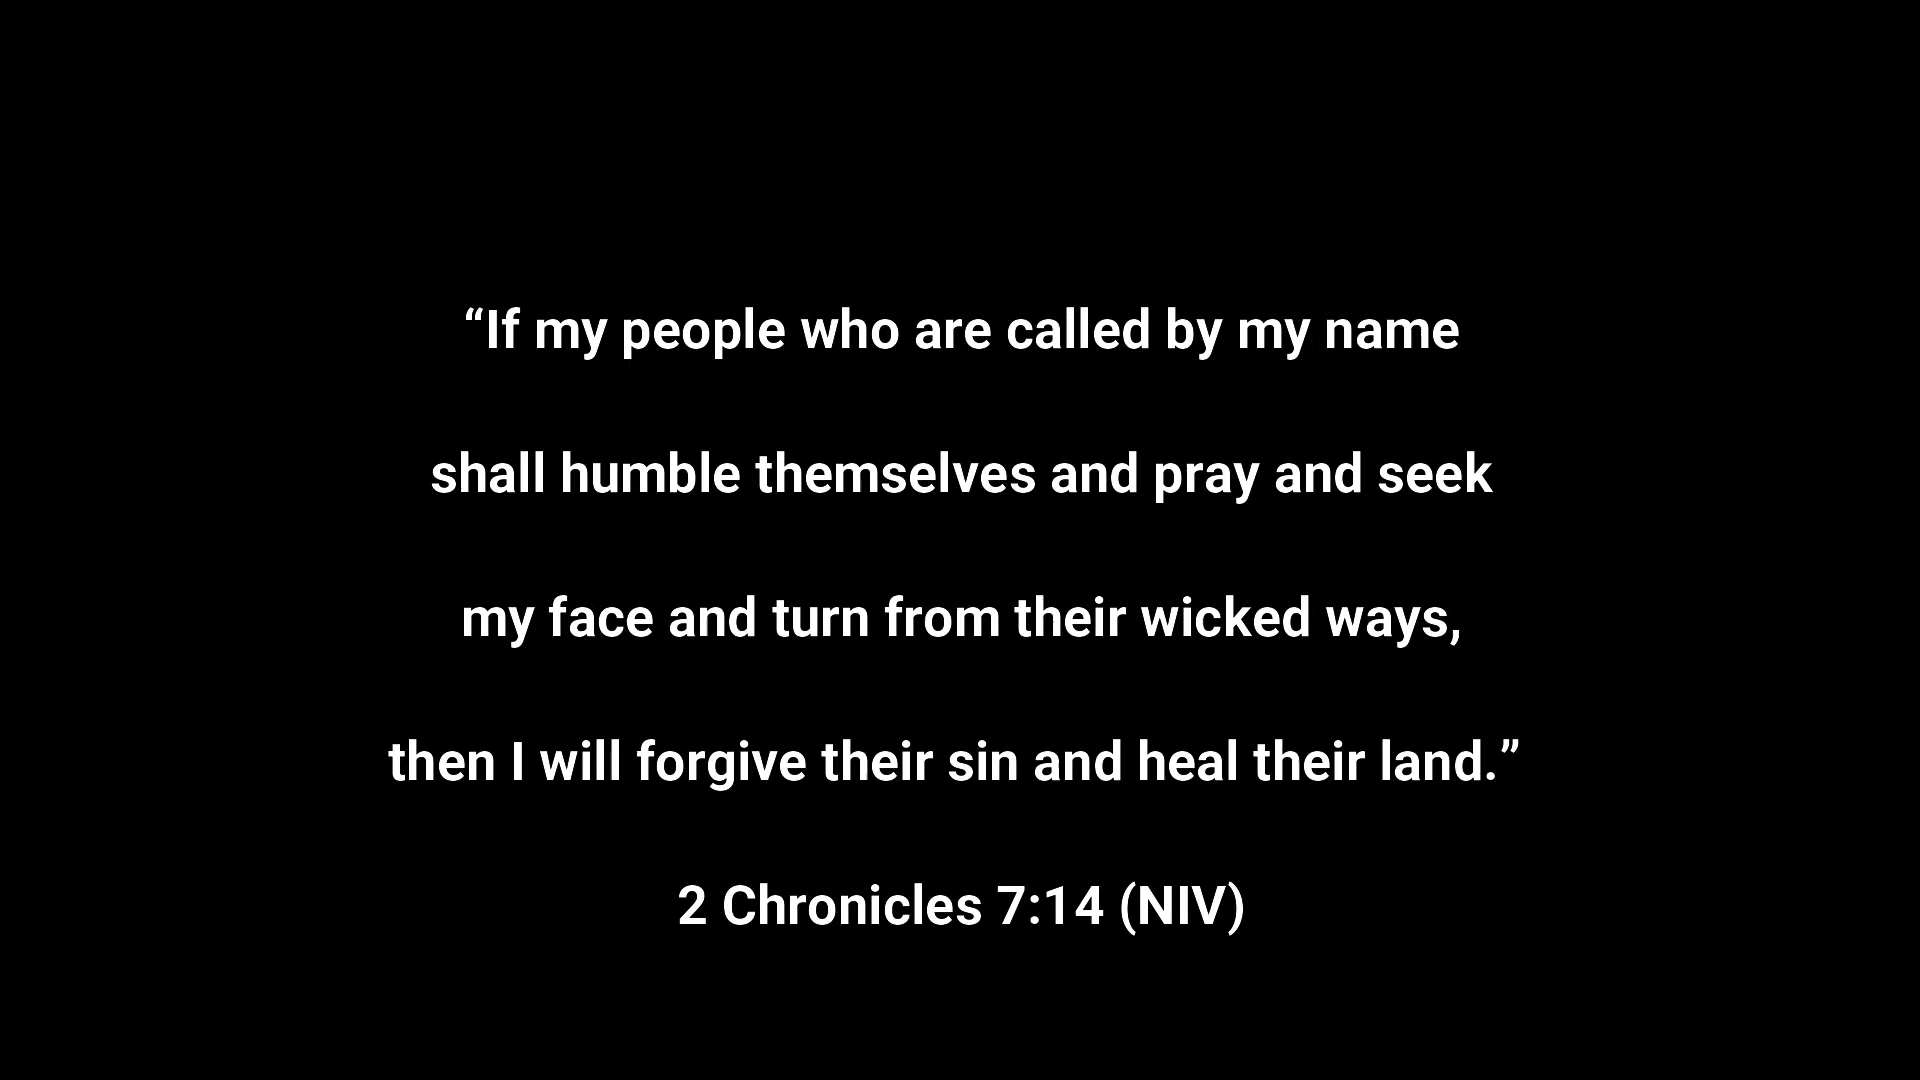 “If my people who are called by my name
shall humble themselves and pray and seek
my face and turn from their wicked ways,
then I will forgive their sin and heal their land.”
2 Chronicles 7:14 (NIV)